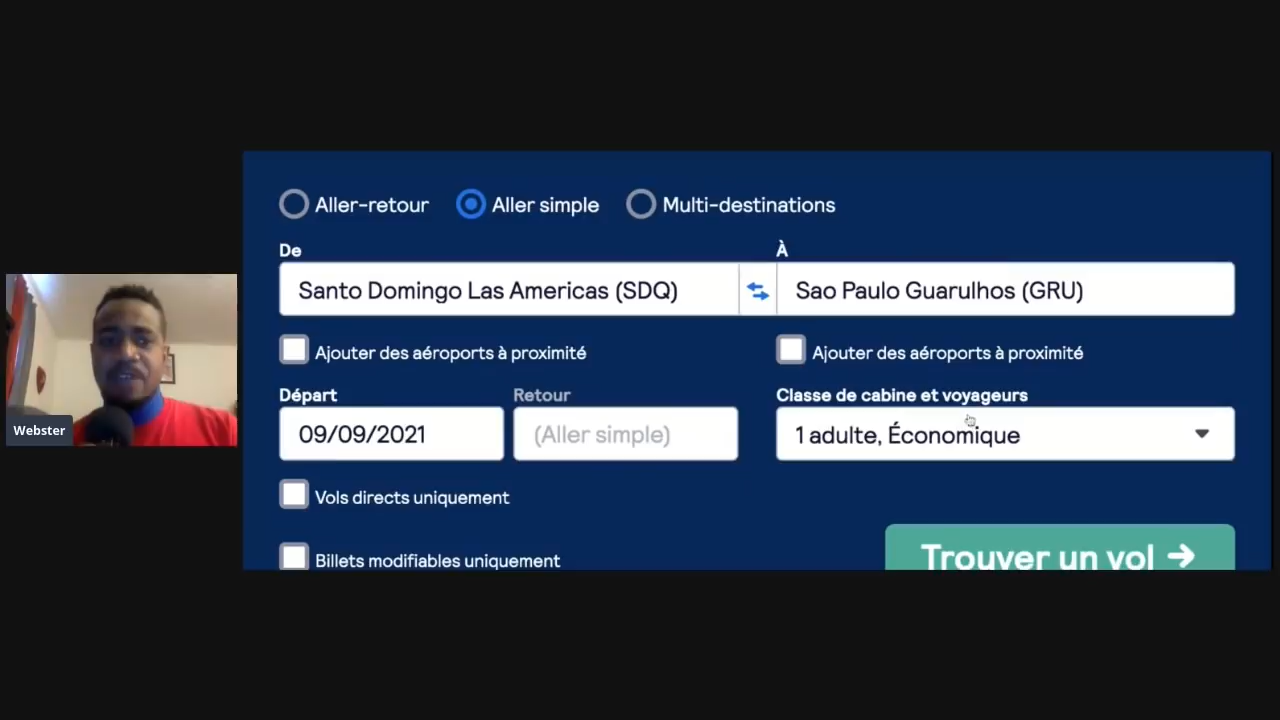 Aller-retour Aller simple Multi-destinations
De À
Santo Domingo Las Americas (SDQ) Sao Paulo Guarulhos (GRU)
Ajouter des aéroports à proximité Ajouter des aéroports à proximité
Départ Retour Classe de cabine et voyageurs
09/09/2021 (Aller simple) 1 adulte, Économique
Webster
Vols directs uniquement
Billets modifiables uniquement Trouver un vol →